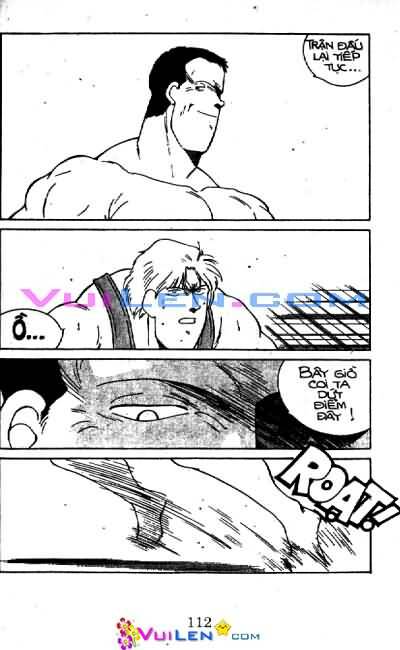 TRẬN ĐẤU
LẠI TIẾP
TỤC...
VuiLen.com
Ồ...
BÂY GIỜ
COI TA
DỨT
ĐIỂM
ĐÂY!
ROẠT!
112
VuiLen.com